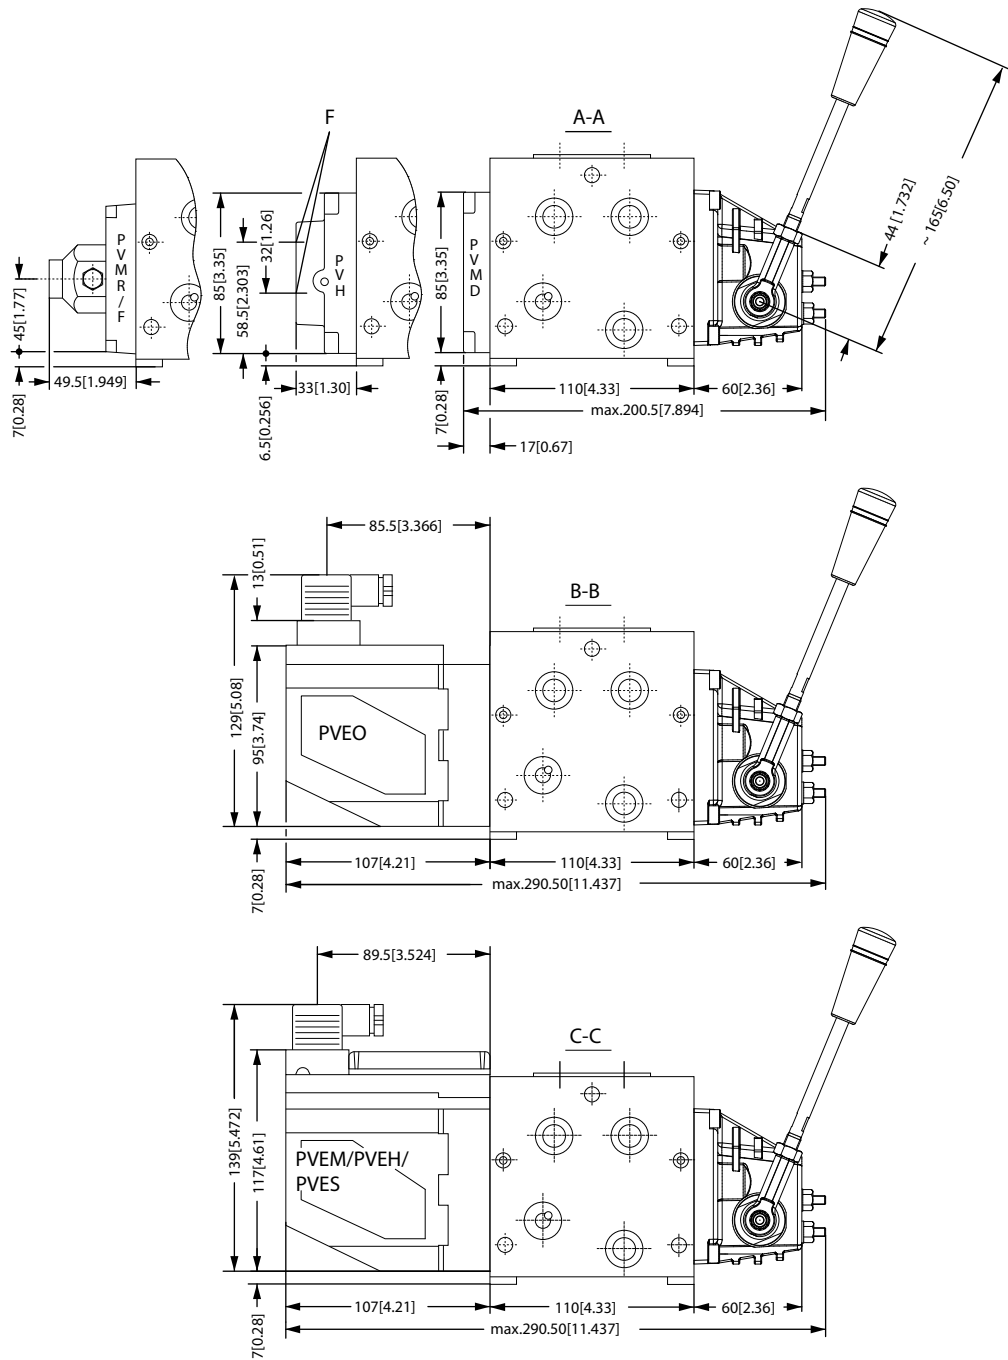 F
A-A
PVMR/F
PVH
PVMD
45[1.77]
7[0.28]
49.5[1.949]
85[3.35]
58.5[2.303]
32[1.26]
6.5[0.256]
33[1.30]
85[3.35]
7[0.28]
17[0.67]
110[4.33]
60[2.36]
max.200.5[7.894]
44 [1.732]
~ 165[6.50]
85.5[3.366]
13[0.51]
B-B
129[5.08]
95[3.74]
PVEO
7[0.28]
107[4.21]
110[4.33]
60[2.36]
max.290.50[11.437]
89.5[3.524]
C-C
139[5.472]
117[4.61]
PVEM/PVEH/
PVES
7[0.28]
107[4.21]
110[4.33]
60[2.36]
max.290.50[11.437]